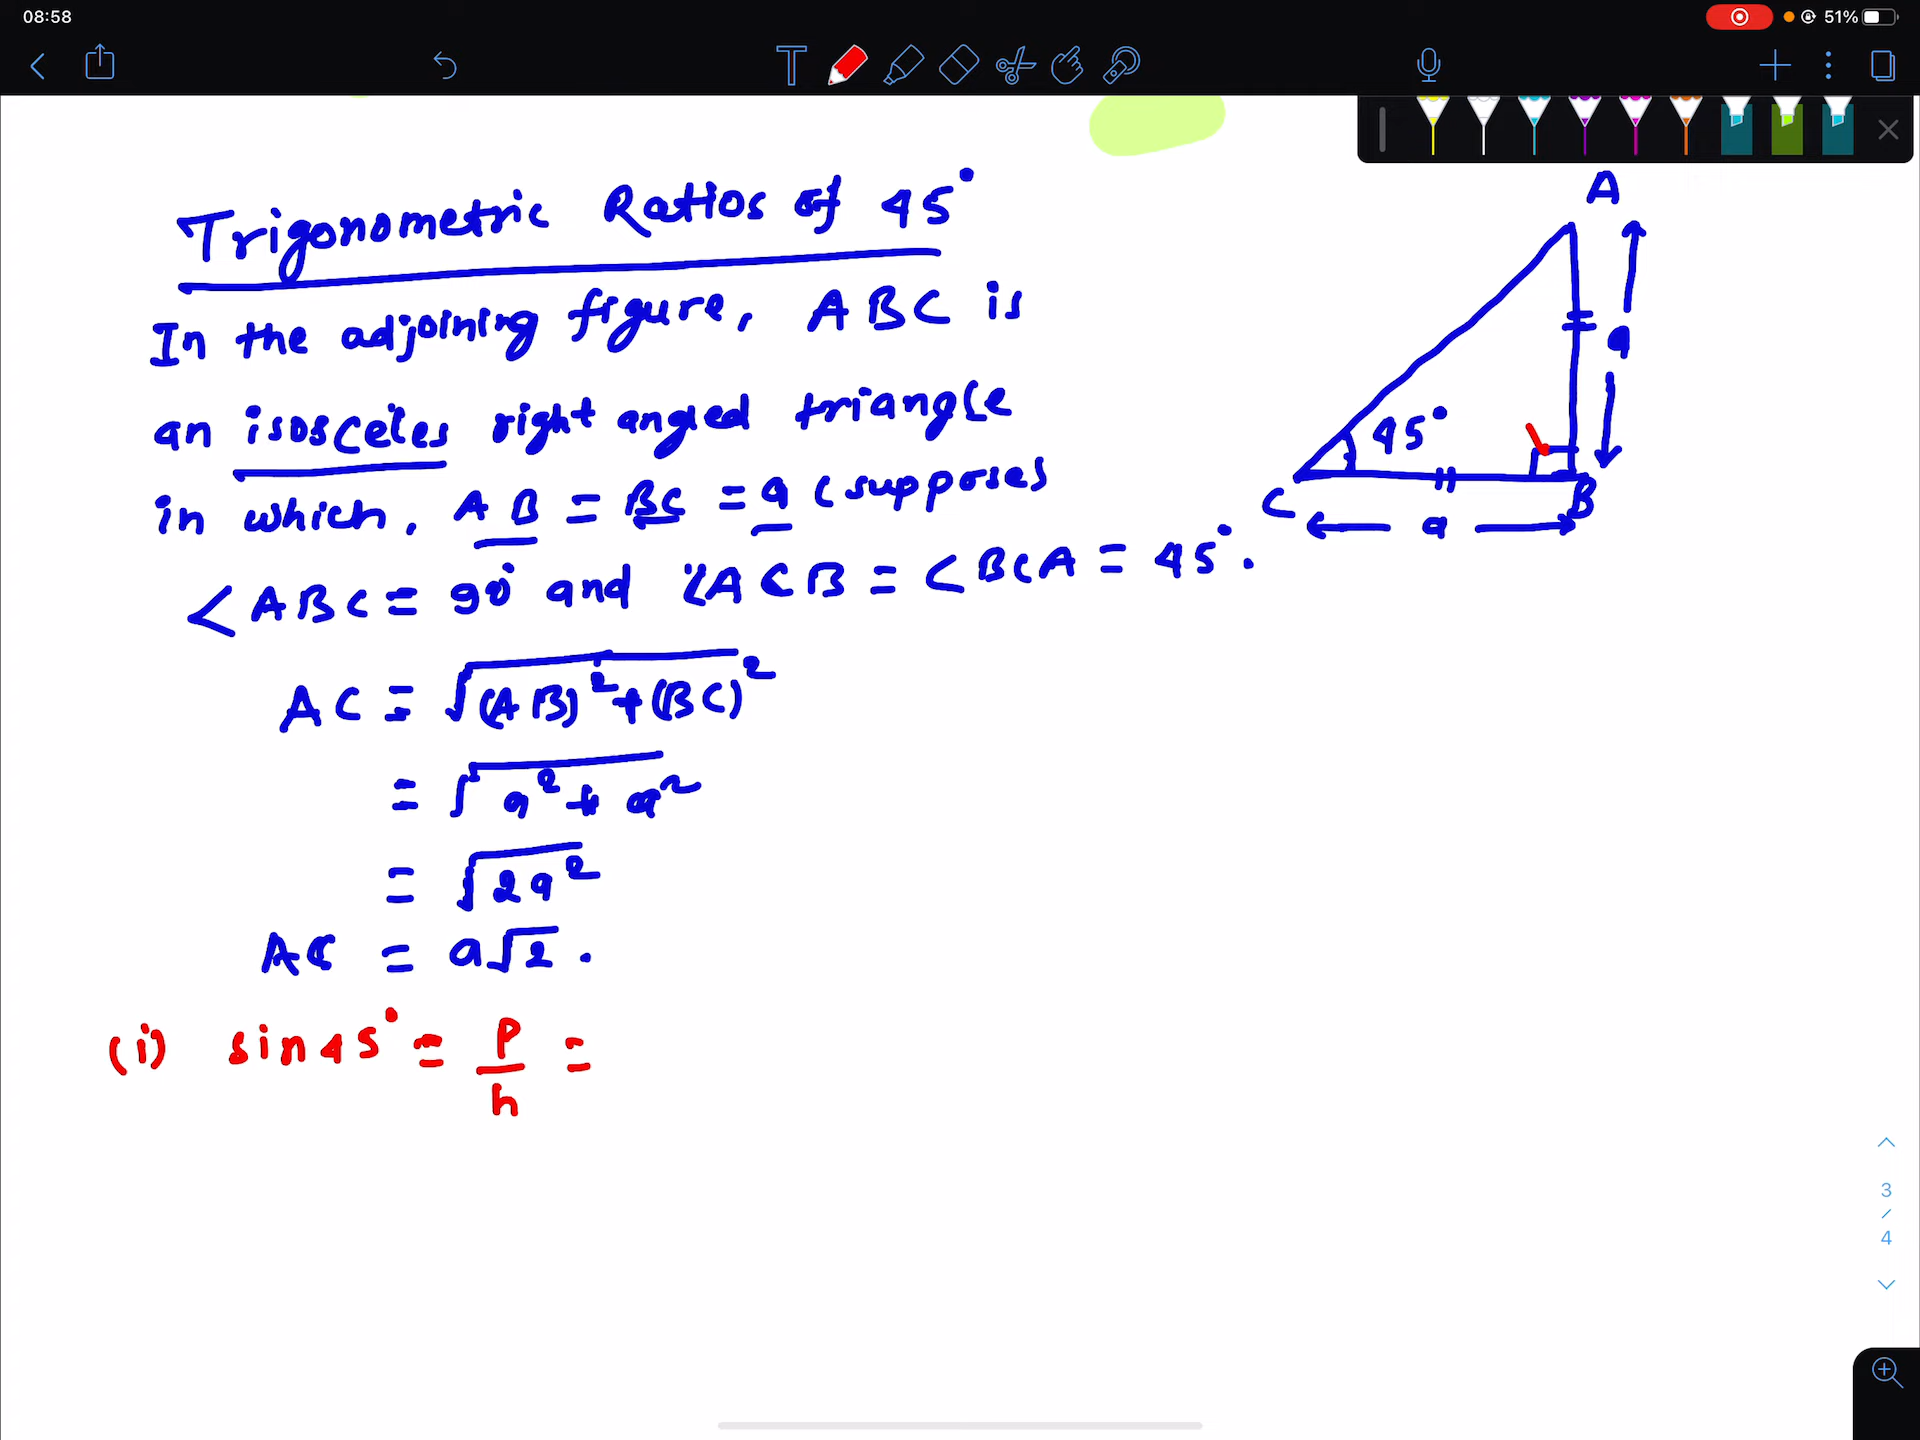 08:58
51%
Trigonometric Ratios of 45°
In the adjoining figure, ABC is
an isosceles right angled triangle
in which, AB = BC = a (supposes
<ABC = 90° and <ACB = <BCA = 45°.
AC = √(AB)²+(BC)²
= √a² + a²
= √2a²
AC = a√2 .
(i) sin 45° = p/h =
A
a
45°
C
B
a
3
/
4